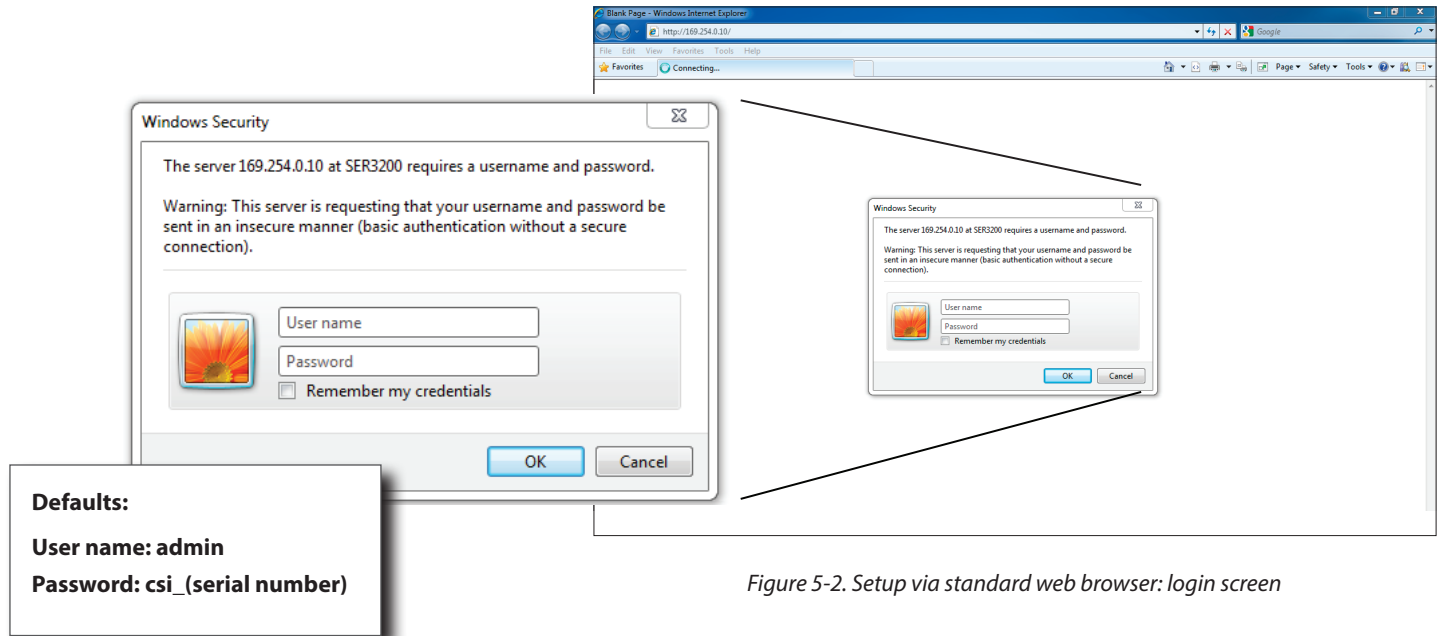 Blank Page - Windows Internet Explorer
http://169.254.0.10/
Google
File Edit View Favorites Tools Help
Favorites
Connecting...
Page Safety Tools
Windows Security
The server 169.254.0.10 at SER3200 requires a username and password.
Warning: This server is requesting that your username and password be
sent in an insecure manner (basic authentication without a secure
connection).
User name
Password
Remember my credentials
OK
Cancel
Windows Security
The server 169.254.0.10 at SER3200 requires a username and password.
Warning: This server is requesting that your username and password be
sent in an insecure manner (basic authentication without a secure
connection).
User name
Password
Remember my credentials
OK
Cancel
Defaults:
User name: admin
Password: csi_(serial number)
Figure 5-2. Setup via standard web browser: login screen